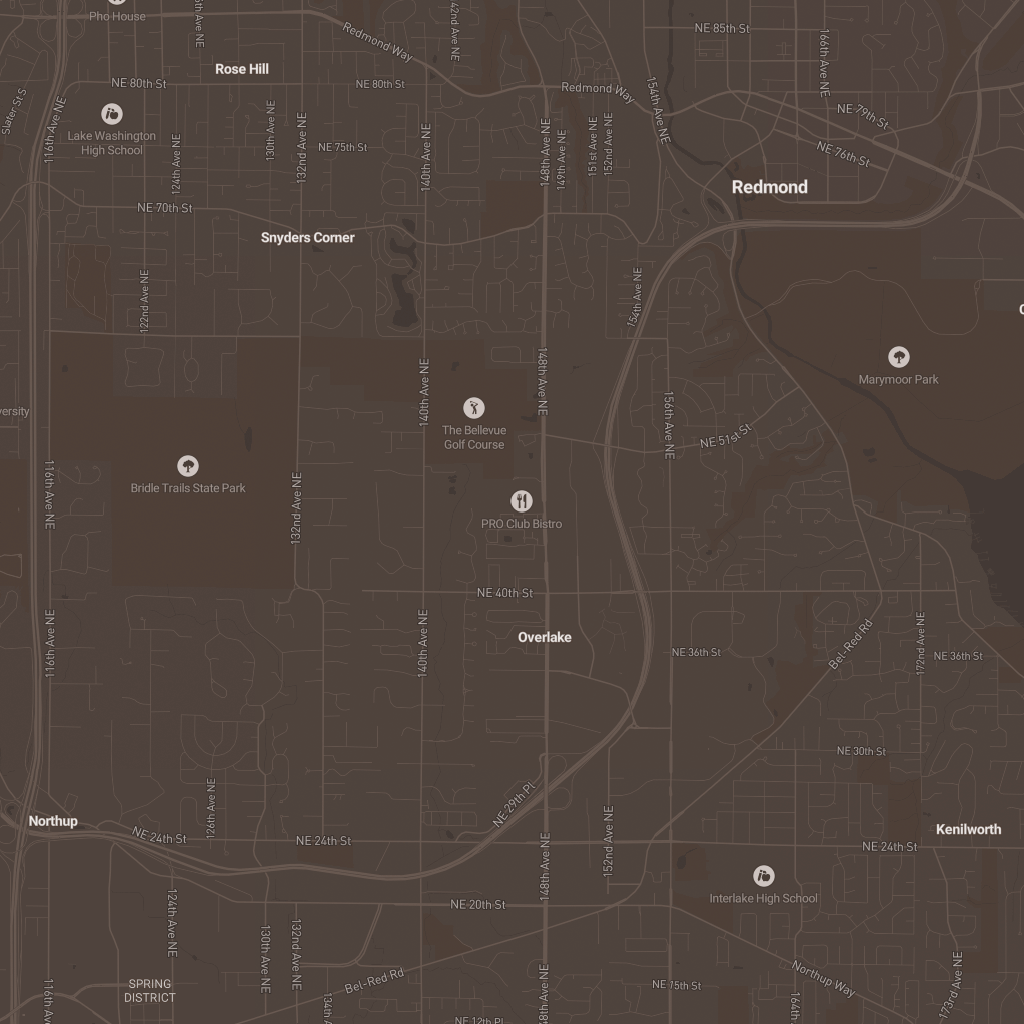 Pho House
Redmond Way
142nd Ave NE
NE 85th St
166th Ave NE
Rose Hill
NE 80th St
NE 80th St
Redmond Way
154th Ave NE
NE 79th St
NE 76th St
Slater St S
116th Ave NE
Lake Washington
High School
124th Ave NE
130th Ave NE
132nd Ave NE
NE 75th St
140th Ave NE
148th Ave NE
149th Ave NE
151st Ave NE
152nd Ave NE
Redmond
NE 70th St
Snyders Corner
122nd Ave NE
154th Ave NE
Marymoor Park
140th Ave NE
148th Ave NE
The Bellevue
Golf Course
156th Ave NE
NE 51st St
versity
Bridle Trails State Park
116th Ave NE
132nd Ave NE
PRO Club Bistro
NE 40th St
Overlake
116th Ave NE
140th Ave NE
NE 36th St
Bel-Red Rd
172nd Ave NE
NE 36th St
NE 30th St
126th Ave NE
NE 29th Pl
Northup
NE 24th St
NE 24th St
148th Ave NE
152nd Ave NE
NE 24th St
Kenilworth
Interlake High School
NE 20th St
124th Ave NE
130th Ave NE
132nd Ave NE
Bel-Red Rd
Northup Way
SPRING
DISTRICT
116th Ave
134th A
NE 12th Pl
48th Ave NE
164th
173rd Ave NE